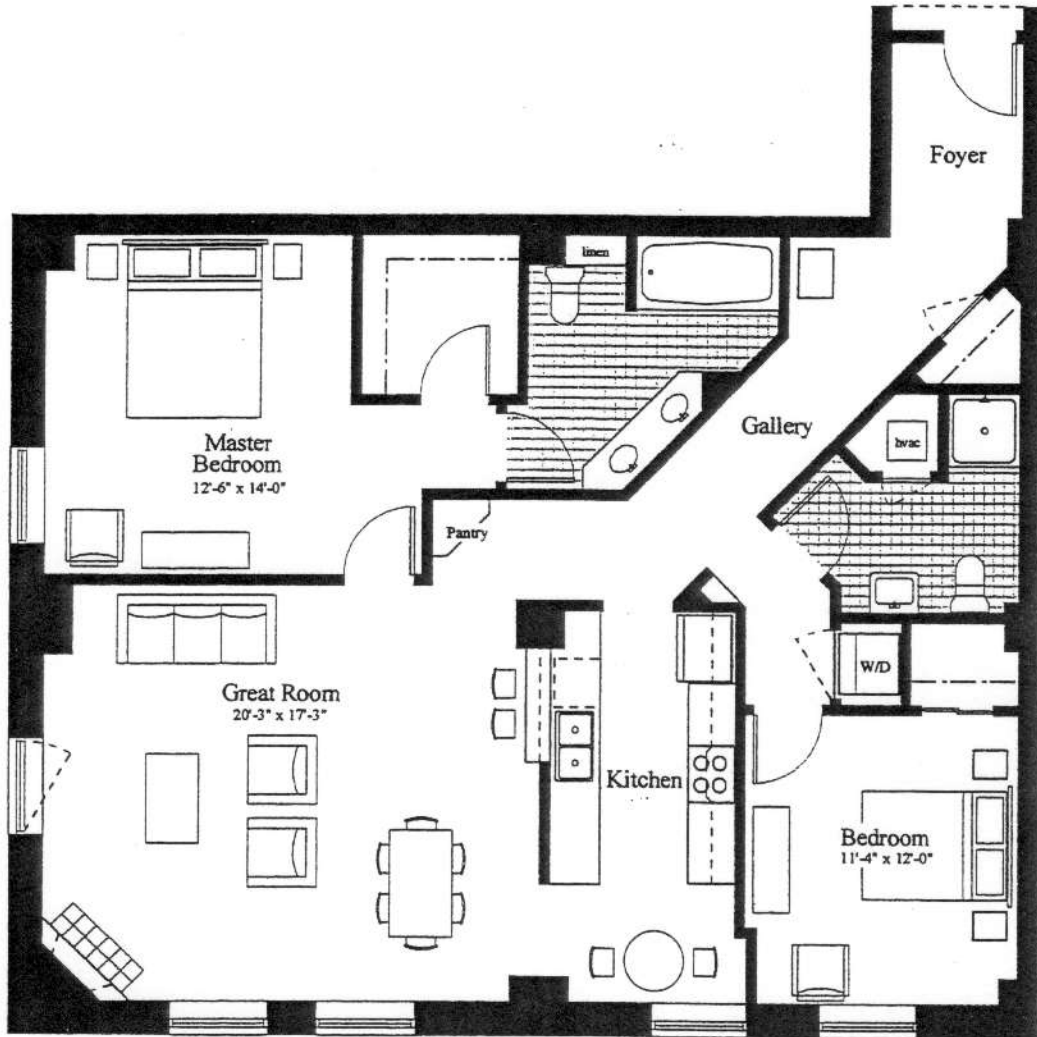 Foyer
linen
Gallery
hvac
Master
Bedroom
12'-6" x 14'-0"
Pantry
W/D
Great Room
20'-3" x 17'-3"
Kitchen
Bedroom
11'-4" x 12'-0"